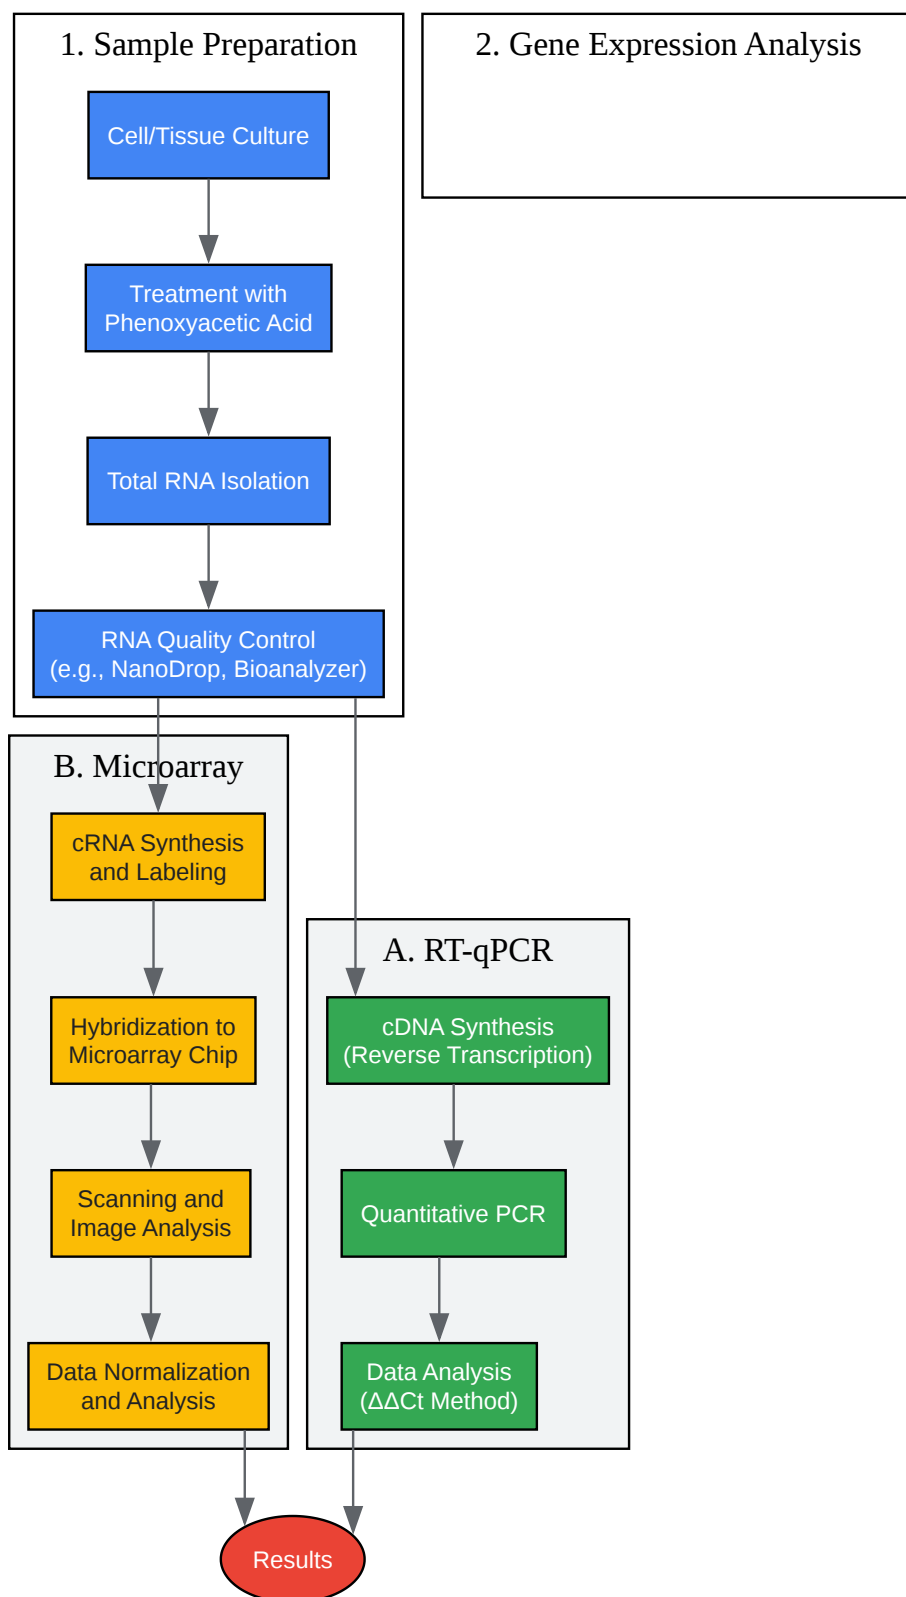 1. Sample Preparation
2. Gene Expression Analysis
Cell/Tissue Culture
Treatment with
Phenoxyacetic Acid
Total RNA Isolation
RNA Quality Control
(e.g., NanoDrop, Bioanalyzer)
B. Microarray
cRNA Synthesis
and Labeling
Hybridization to
Microarray Chip
Scanning and
Image Analysis
Data Normalization
and Analysis
A. RT-qPCR
cDNA Synthesis
(Reverse Transcription)
Quantitative PCR
Data Analysis
(ΔΔCt Method)
Results